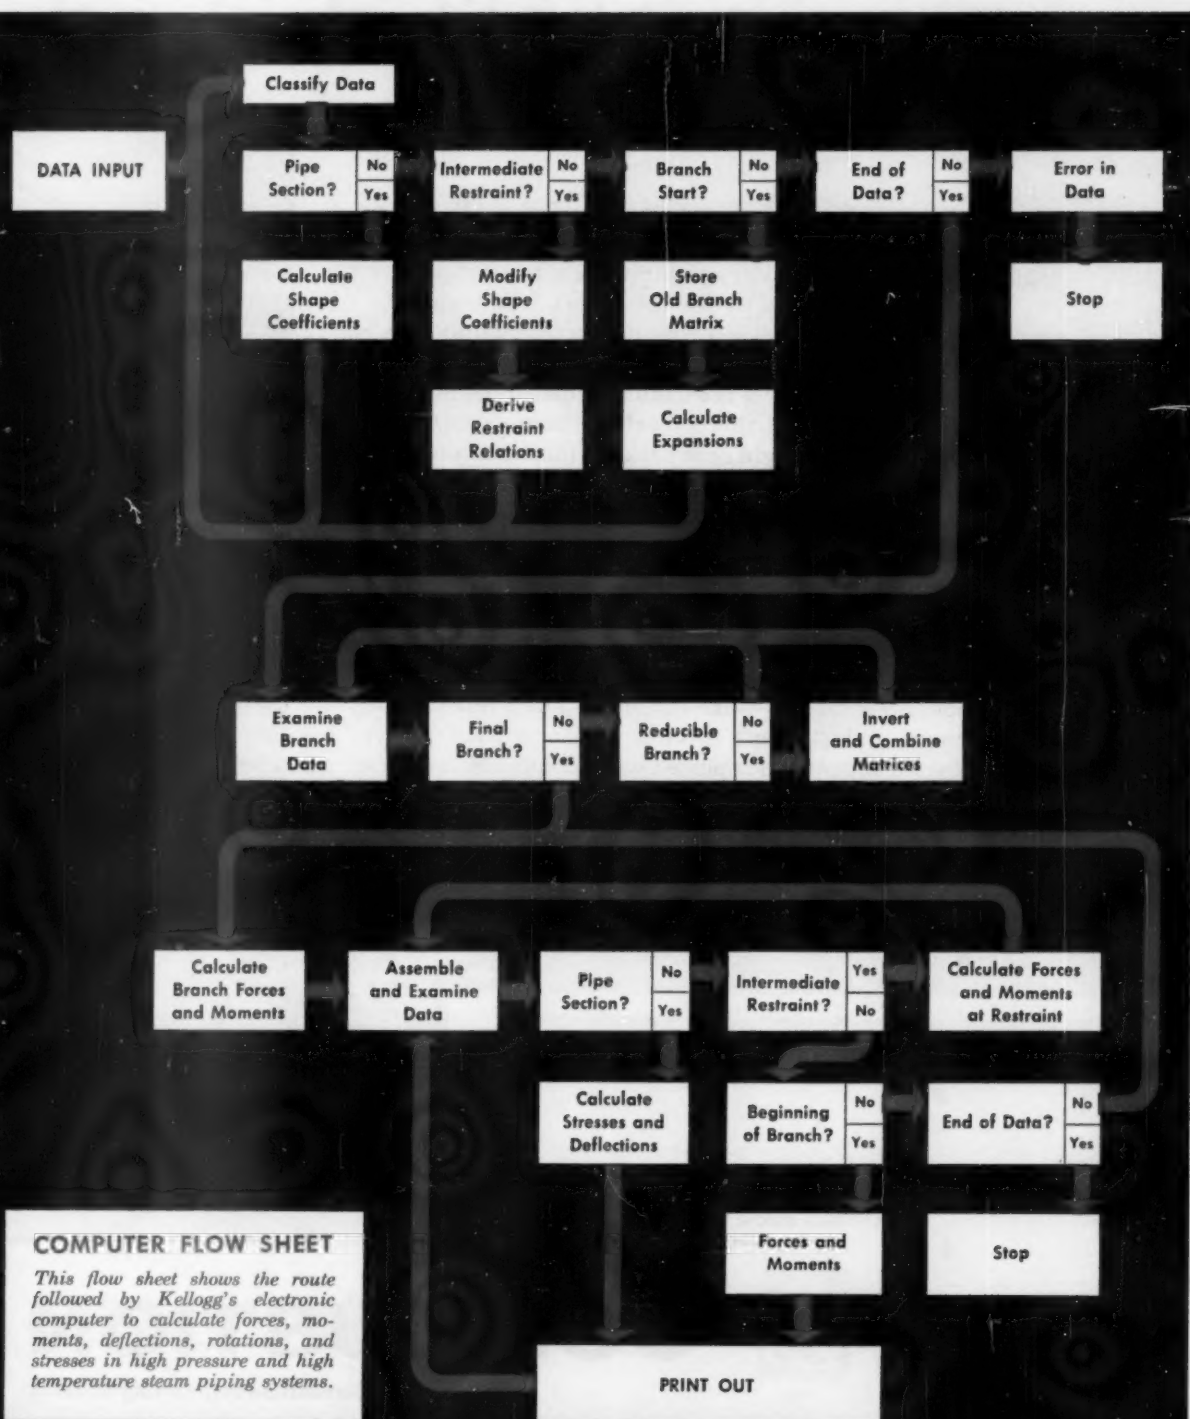 Classify Data
DATA INPUT
Pipe
Section?
No
Yes
Intermediate
Restraint?
No
Yes
Branch
Start?
No
Yes
End of
Data?
No
Yes
Error in
Data
Calculate
Shape
Coefficients
Modify
Shape
Coefficients
Store
Old Branch
Matrix
Stop
Derive
Restraint
Relations
Calculate
Expansions
Examine
Branch
Data
Final
Branch?
No
Yes
Reducible
Branch?
No
Yes
Invert
and Combine
Matrices
Calculate
Branch Forces
and Moments
Assemble
and Examine
Data
Pipe
Section?
No
Yes
Intermediate
Restraint?
Yes
No
Calculate Forces
and Moments
at Restraint
Calculate
Stresses and
Deflections
Beginning
of Branch?
No
Yes
End of Data?
No
Yes
Forces and
Moments
Stop
PRINT OUT
COMPUTER FLOW SHEET
This flow sheet shows the route
followed by Kellogg's electronic
computer to calculate forces, mo-
ments, deflections, rotations, and
stresses in high pressure and high
temperature steam piping systems.